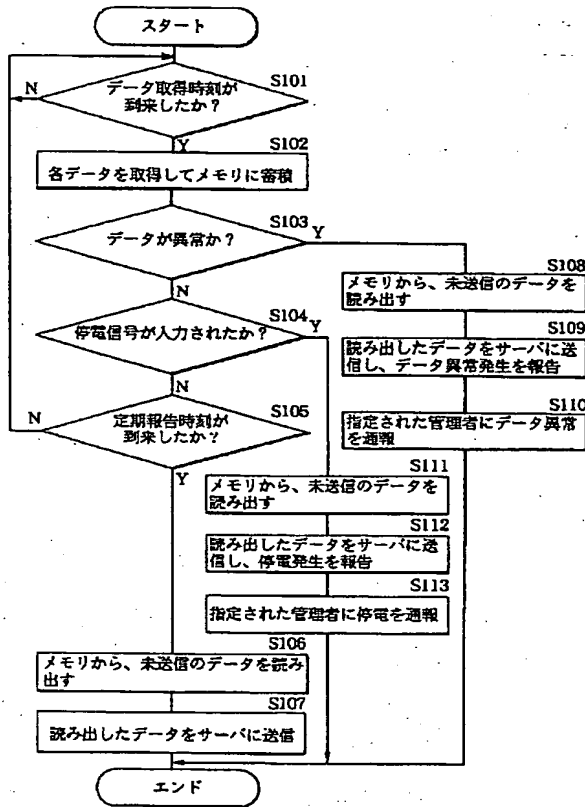 スタート
S101
データ取得時刻が
到来したか？
N
Y
S102
各データを取得してメモリに蓄積
S103
データが異常か？
Y
N
S104
停電信号が入力されたか？
Y
N
S105
定期報告時刻が
到来したか？
N
Y
S108
メモリから、未送信のデータを
読み出す
S109
読み出したデータをサーバに送
信し、データ異常発生を報告
S110
指定された管理者にデータ異常
を通報
S111
メモリから、未送信のデータを
読み出す
S112
読み出したデータをサーバに送
信し、停電発生を報告
S113
指定された管理者に停電を通報
S106
メモリから、未送信のデータを読み
出す
S107
読み出したデータをサーバに送信
エンド